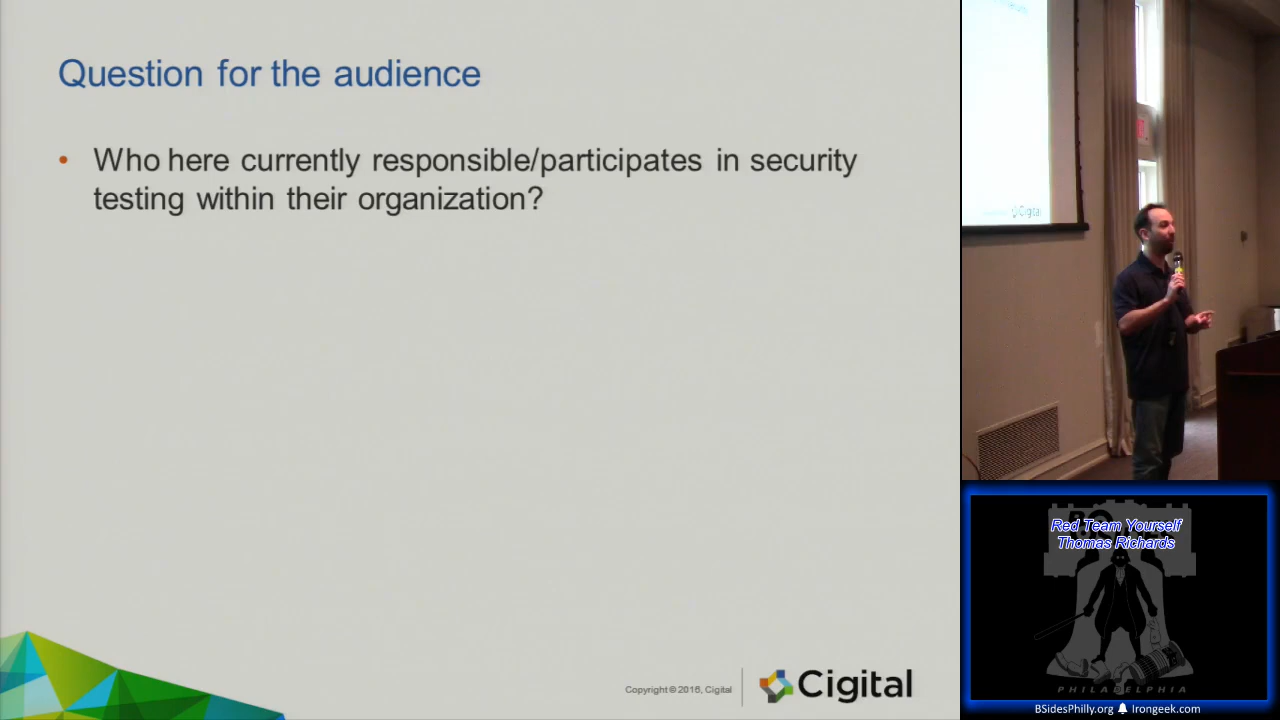 Question for the audience
• Who here currently responsible/participates in security
testing within their organization?
Copyright © 2016, Cigital
Cigital
Cigital
Red Team Yourself
Thomas Richards
PHILADELPHIA
BSidesPhilly.org Irongeek.com